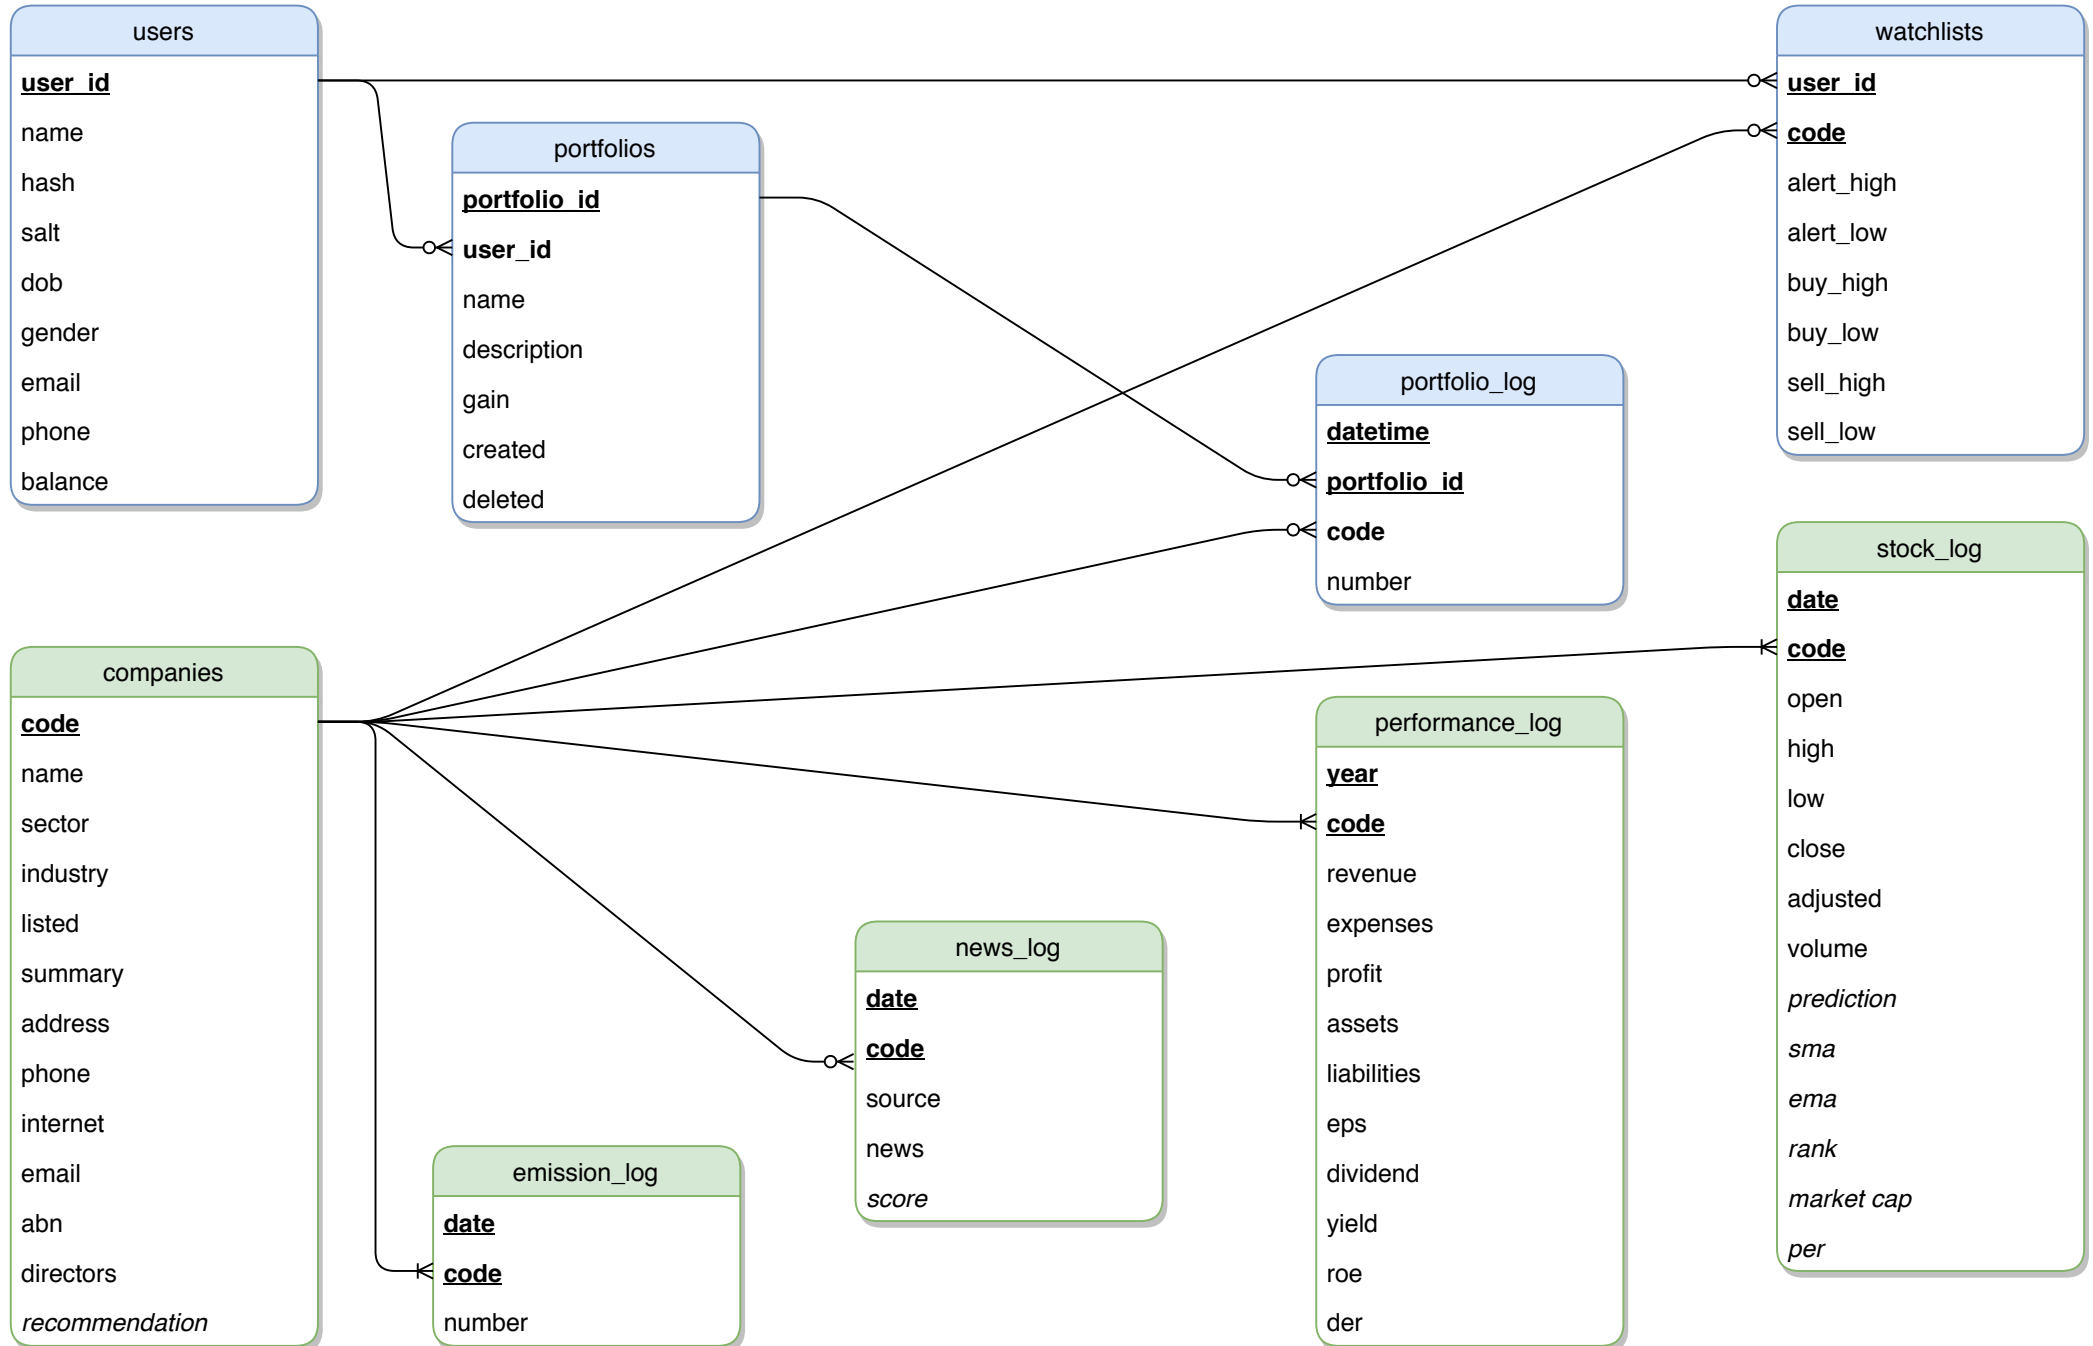 users
user_id
name
hash
salt
dob
gender
email
phone
balance
portfolios
portfolio_id
user_id
name
description
gain
created
deleted
watchlists
user_id
code
alert_high
alert_low
buy_high
buy_low
sell_high
sell_low
portfolio_log
datetime
portfolio_id
code
number
stock_log
date
code
open
high
low
close
adjusted
volume
prediction
sma
ema
rank
market cap
per
companies
code
name
sector
industry
listed
summary
address
phone
internet
email
abn
directors
recommendation
performance_log
year
code
revenue
expenses
profit
assets
liabilities
eps
dividend
yield
roe
der
news_log
date
code
source
news
score
emission_log
date
code
number